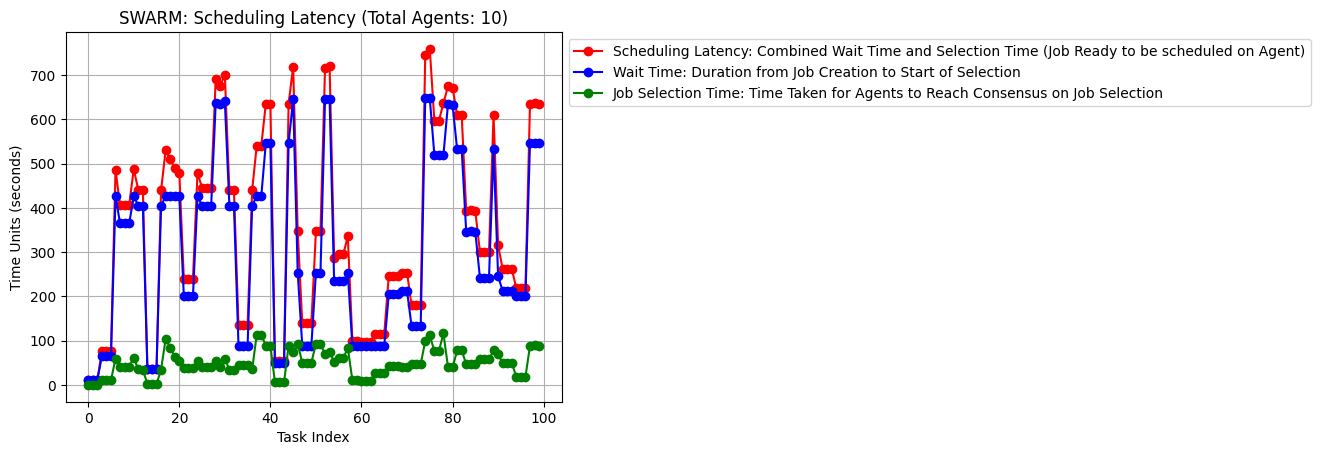 SWARM: Scheduling Latency (Total Agents: 10)
Scheduling Latency: Combined Wait Time and Selection Time (Job Ready to be scheduled on Agent)
Wait Time: Duration from Job Creation to Start of Selection
Job Selection Time: Time Taken for Agents to Reach Consensus on Job Selection
Time Units (seconds)
700
600
500
400
300
200
100
0
0 20 40 60 80 100
Task Index